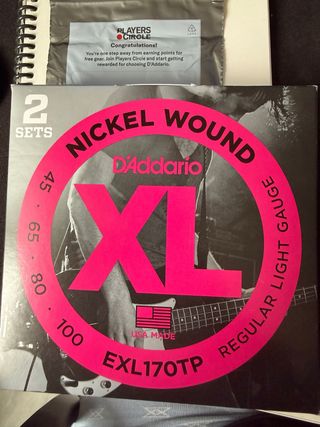 PLAYERS
CIRCLE
Congratulations!
You're one step away from earning points for
free gear. Join Players Circle and start getting
rewarded for choosing D'Addario.
2
SETS
NICKEL WOUND
D'Addario
XL
45 · 65 · 80 · 100
REGULAR LIGHT GAUGE
USA MADE
EXL170TP